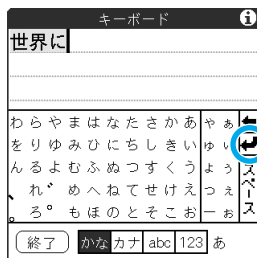 キーボード
世界に
わらやまはなたさかあ ゃぁ
をりゆみひにちしきい ゅぃ
んるよむふぬつすくう ょぅ
、れ゛めへねてせけえ っぇ
。ろ゜もほのとそこお ーぉ
スペース
終了 かな カナ abc 123 あ